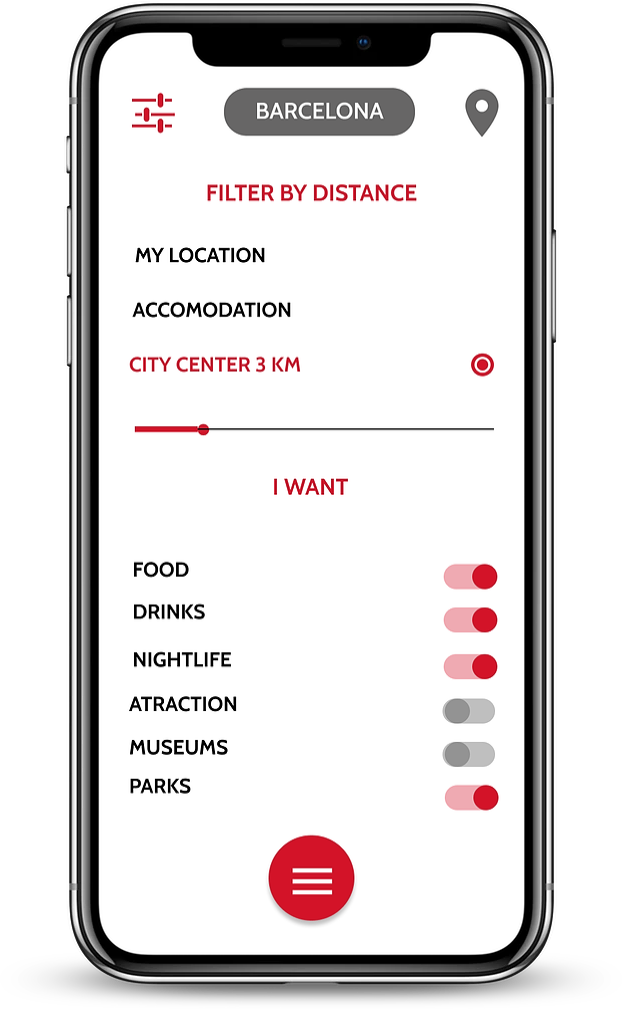 BARCELONA
FILTER BY DISTANCE
MY LOCATION
ACCOMODATION
CITY CENTER 3 KM
I WANT
FOOD
DRINKS
NIGHTLIFE
ATRACTION
MUSEUMS
PARKS